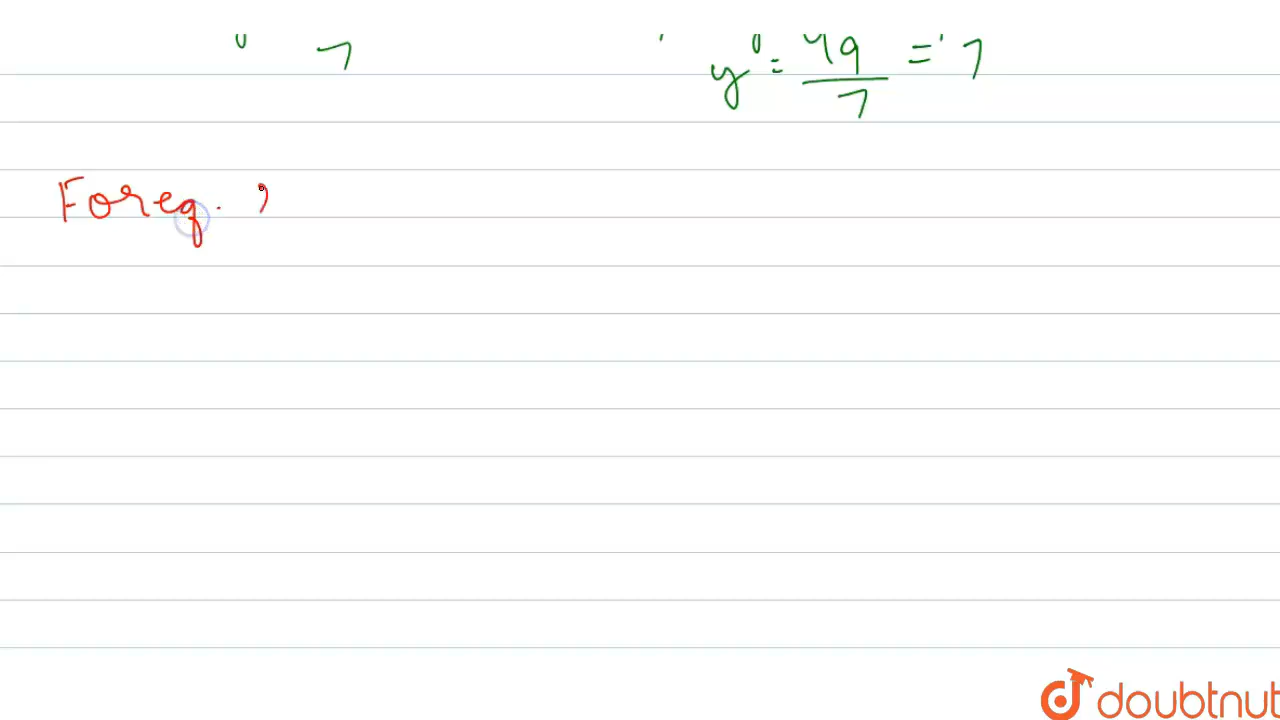 7 y = 49/7 = 7
For eq.
doubtnut